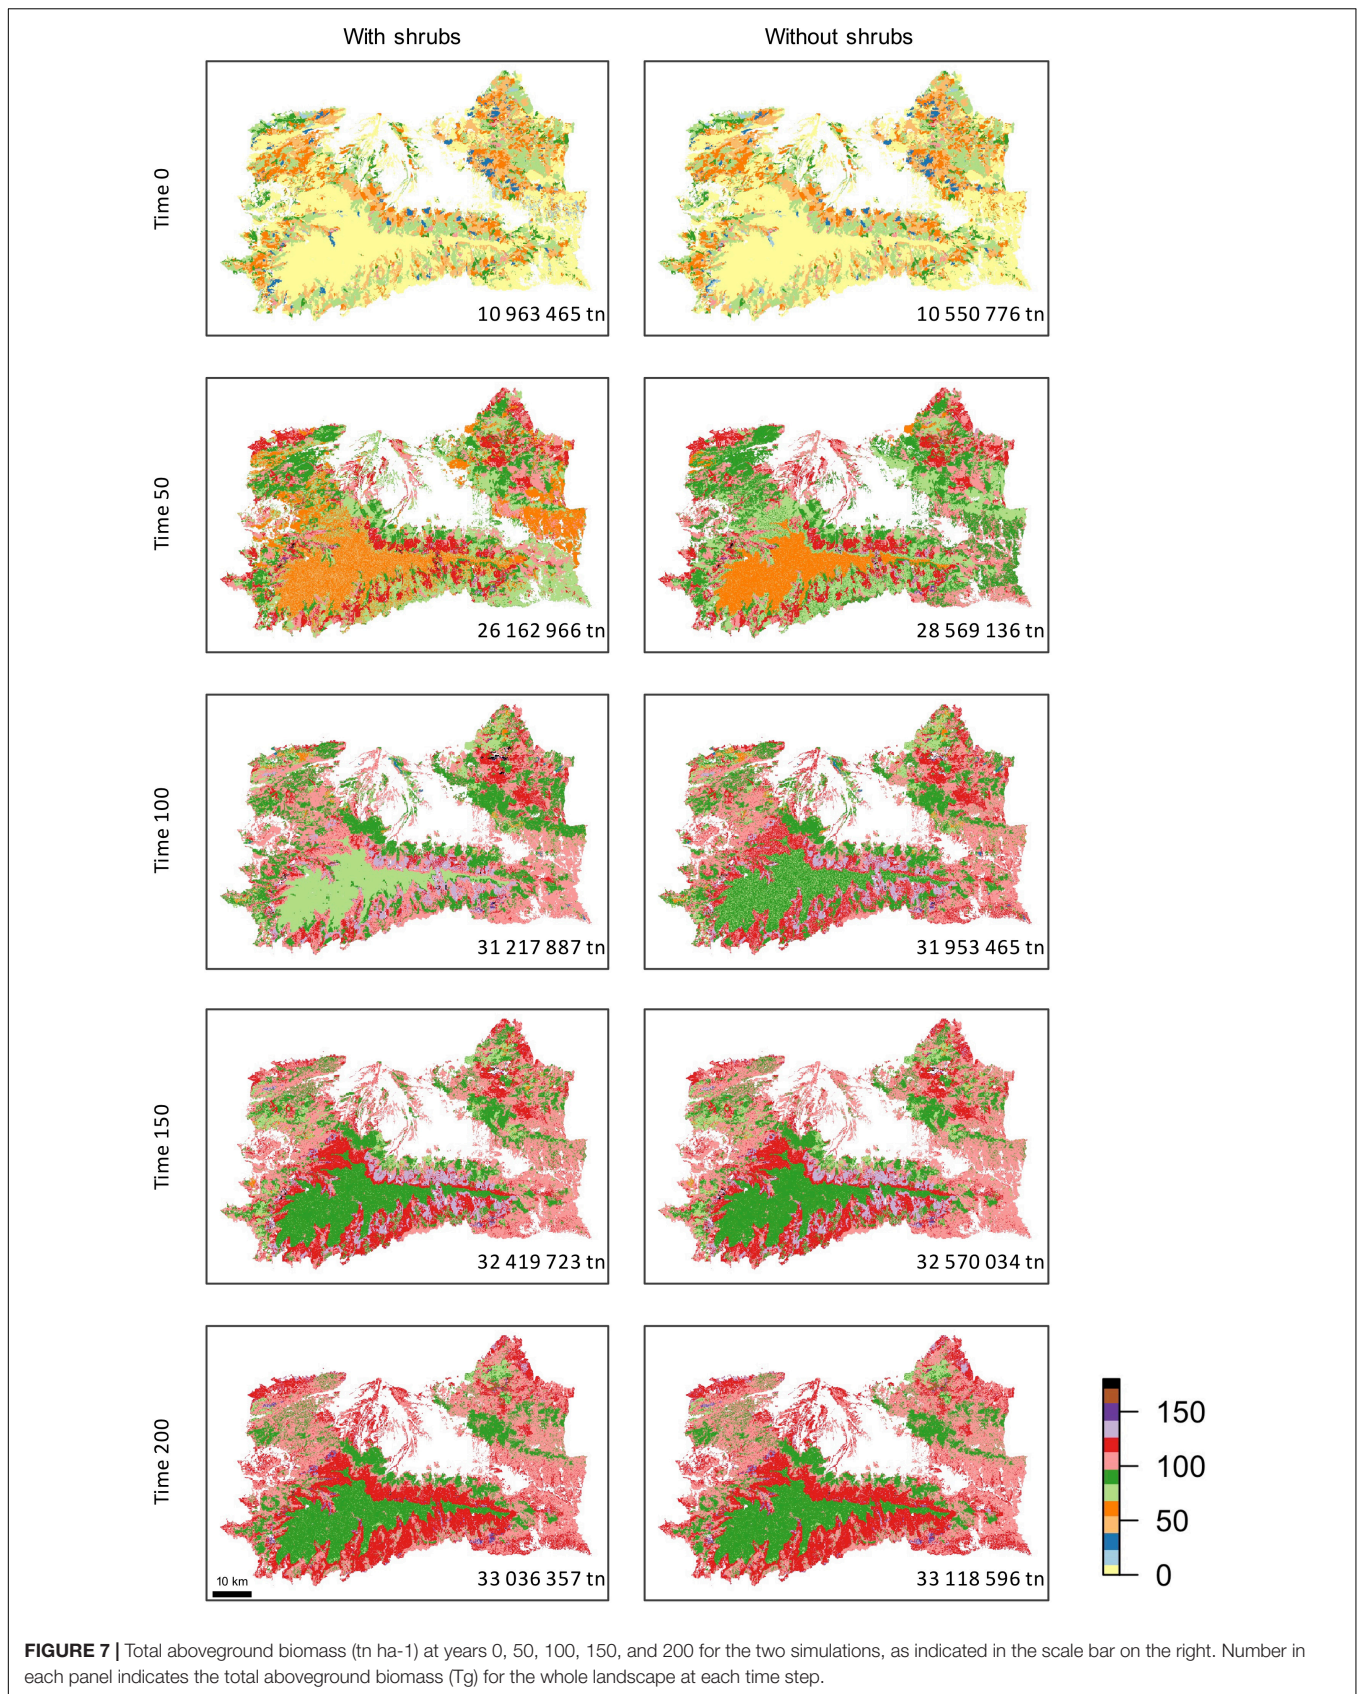 With shrubs
Without shrubs
Time 0
10 963 465 tn
10 550 776 tn
Time 50
26 162 966 tn
28 569 136 tn
Time 100
31 217 887 tn
31 953 465 tn
Time 150
32 419 723 tn
32 570 034 tn
Time 200
10 km
33 036 357 tn
33 118 596 tn
150
100
50
0
FIGURE 7 | Total aboveground biomass (tn ha-1) at years 0, 50, 100, 150, and 200 for the two simulations, as indicated in the scale bar on the right. Number in
each panel indicates the total aboveground biomass (Tg) for the whole landscape at each time step.